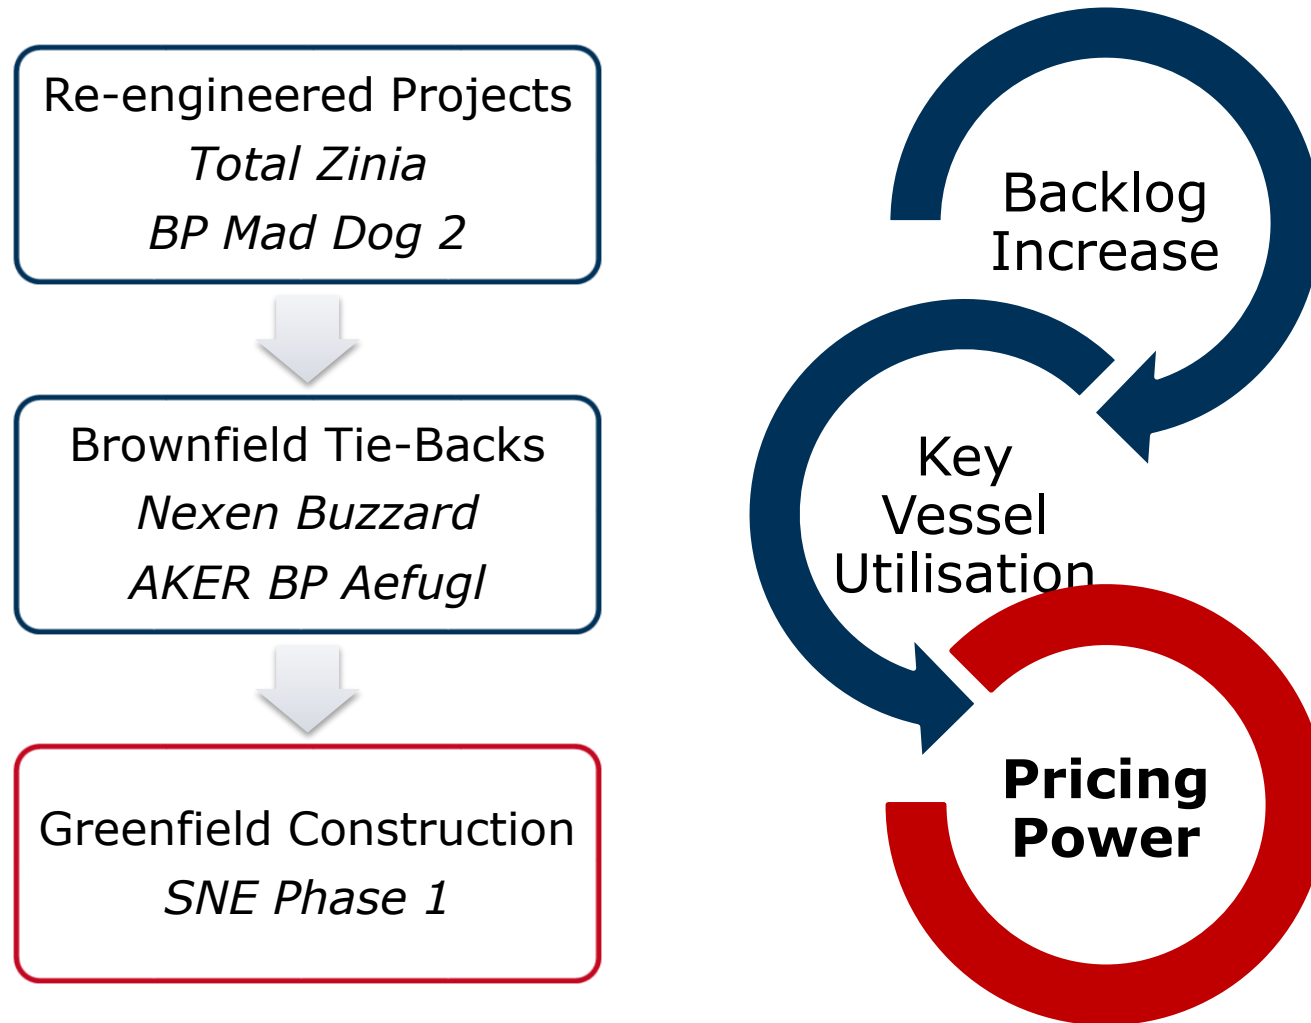 Re-engineered Projects
Total Zinia
BP Mad Dog 2
Brownfield Tie-Backs
Nexen Buzzard
AKER BP Aefugl
Greenfield Construction
SNE Phase 1
Backlog
Increase
Key
Vessel
Utilisation
Pricing
Power